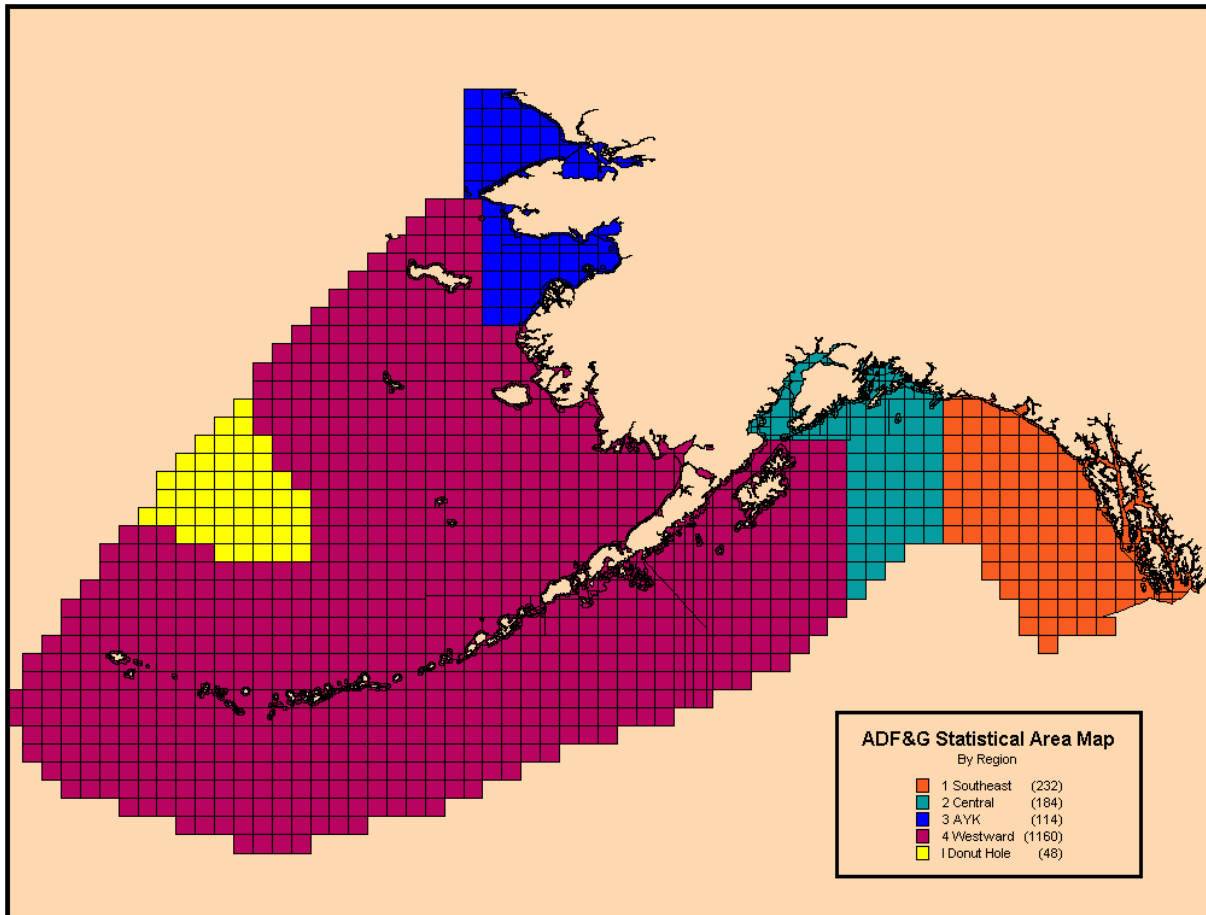 ADF&G Statistical Area Map
By Region
1 Southeast (232)
2 Central (184)
3 AYK (114)
4 Westward (1160)
I Donut Hole (48)